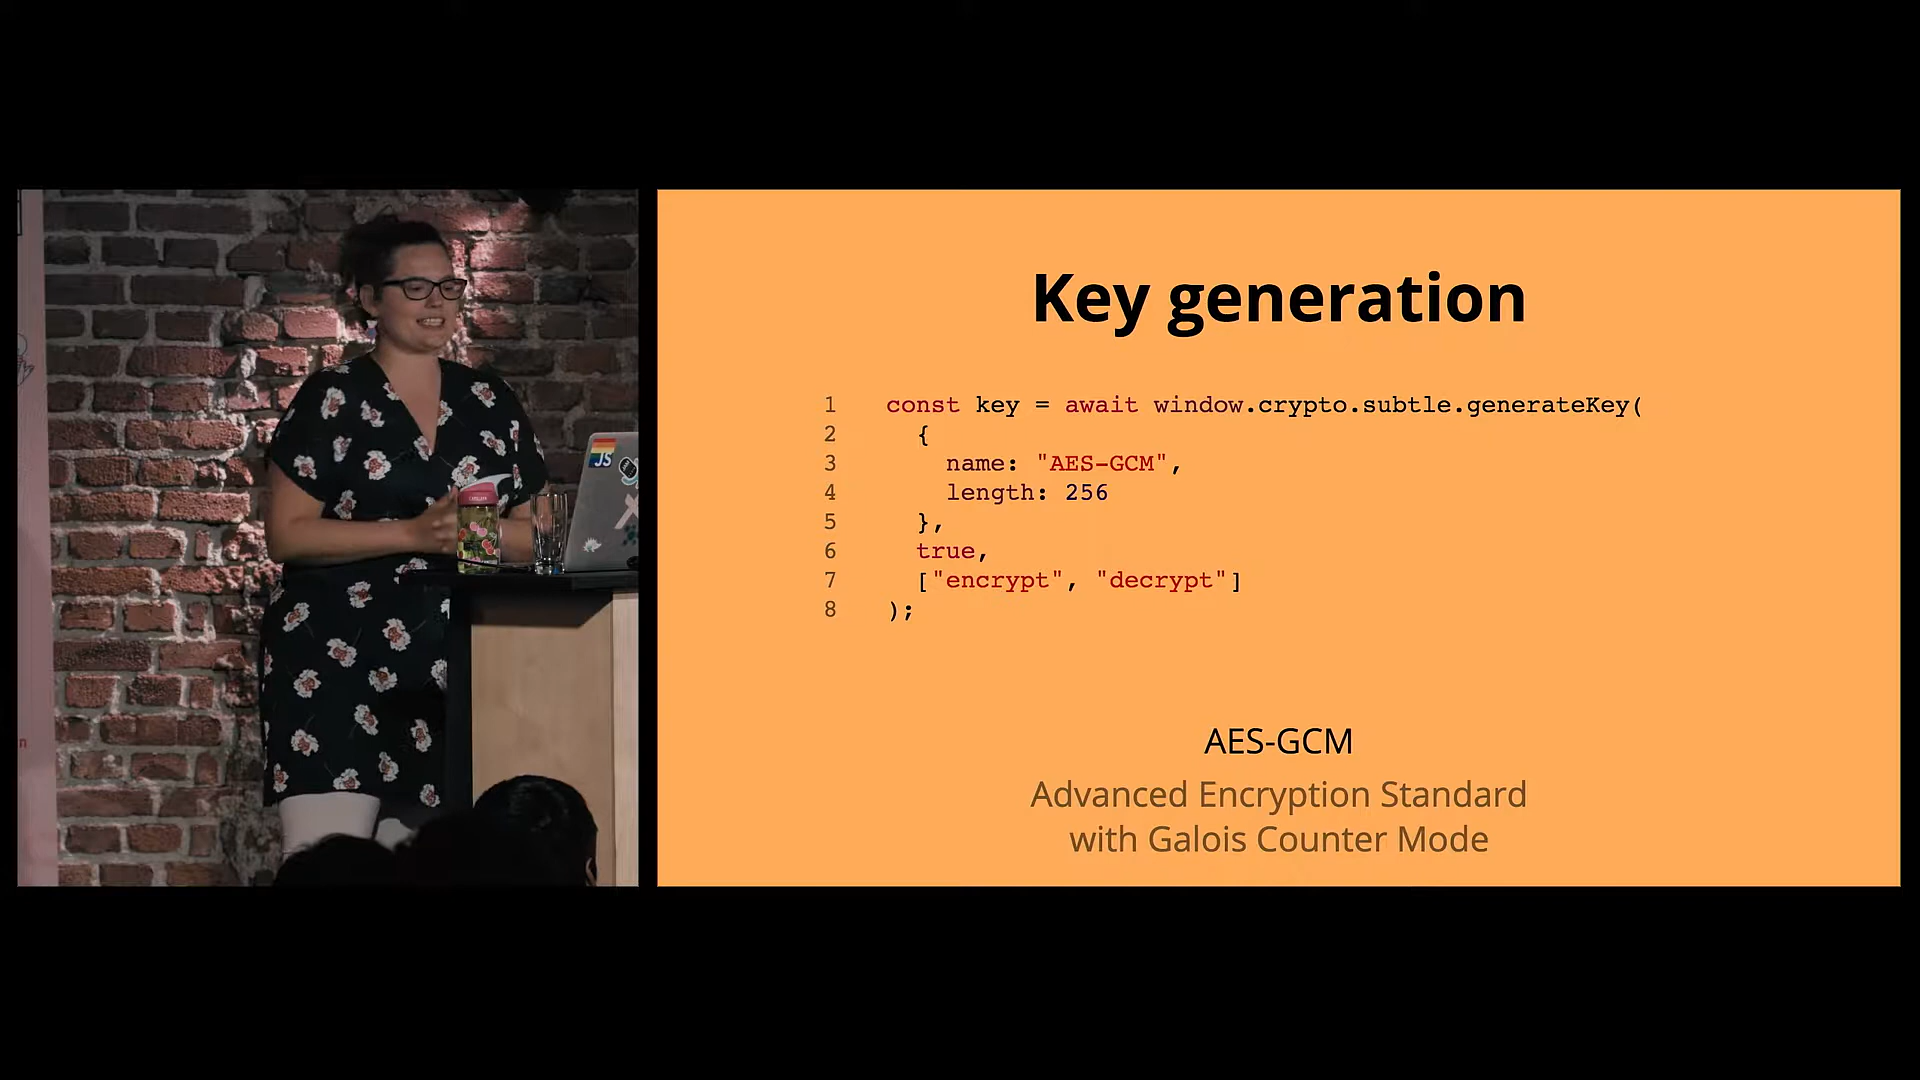 Key generation
1 const key = await window.crypto.subtle.generateKey(
2 {
3 name: "AES-GCM",
4 length: 256
5 },
6 true,
7 ["encrypt", "decrypt"]
8 );
AES-GCM
Advanced Encryption Standard
with Galois Counter Mode
JS